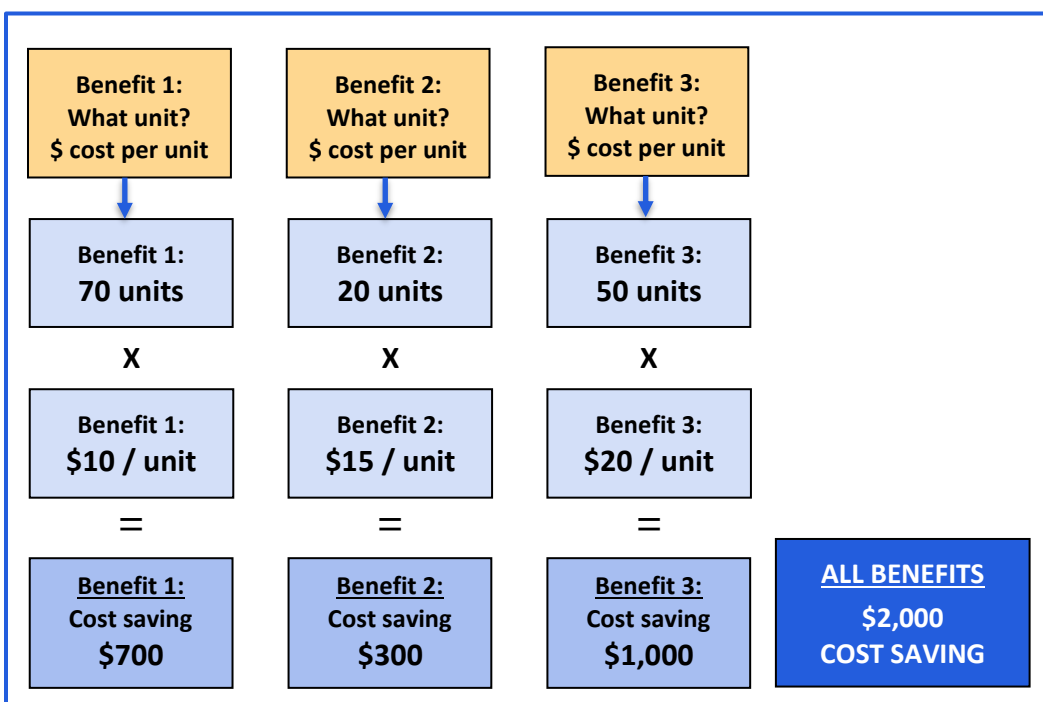 Benefit 1:
What unit?
$ cost per unit
Benefit 2:
What unit?
$ cost per unit
Benefit 3:
What unit?
$ cost per unit
Benefit 1:
70 units
Benefit 2:
20 units
Benefit 3:
50 units
X
X
X
Benefit 1:
$10 / unit
Benefit 2:
$15 / unit
Benefit 3:
$20 / unit
=
=
=
Benefit 1:
Cost saving
$700
Benefit 2:
Cost saving
$300
Benefit 3:
Cost saving
$1,000
ALL BENEFITS
$2,000
COST SAVING